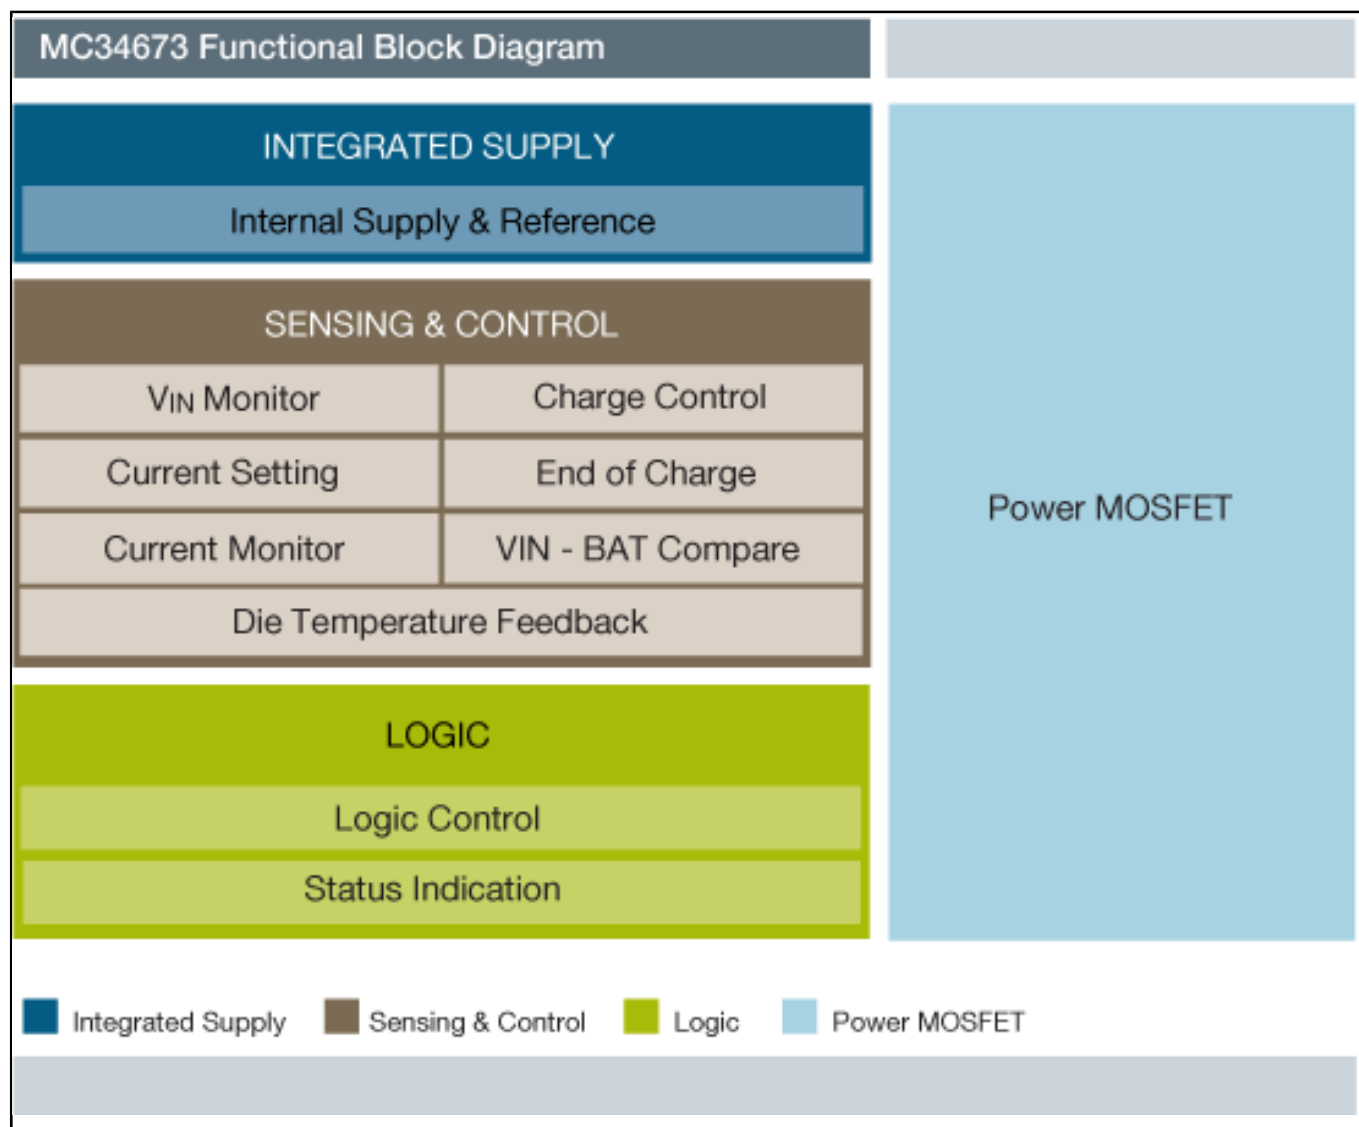 MC34673 Functional Block Diagram
INTEGRATED SUPPLY
Internal Supply & Reference
SENSING & CONTROL
VIN Monitor
Charge Control
Current Setting
End of Charge
Current Monitor
VIN - BAT Compare
Die Temperature Feedback
LOGIC
Logic Control
Status Indication
Power MOSFET
Integrated Supply
Sensing & Control
Logic
Power MOSFET